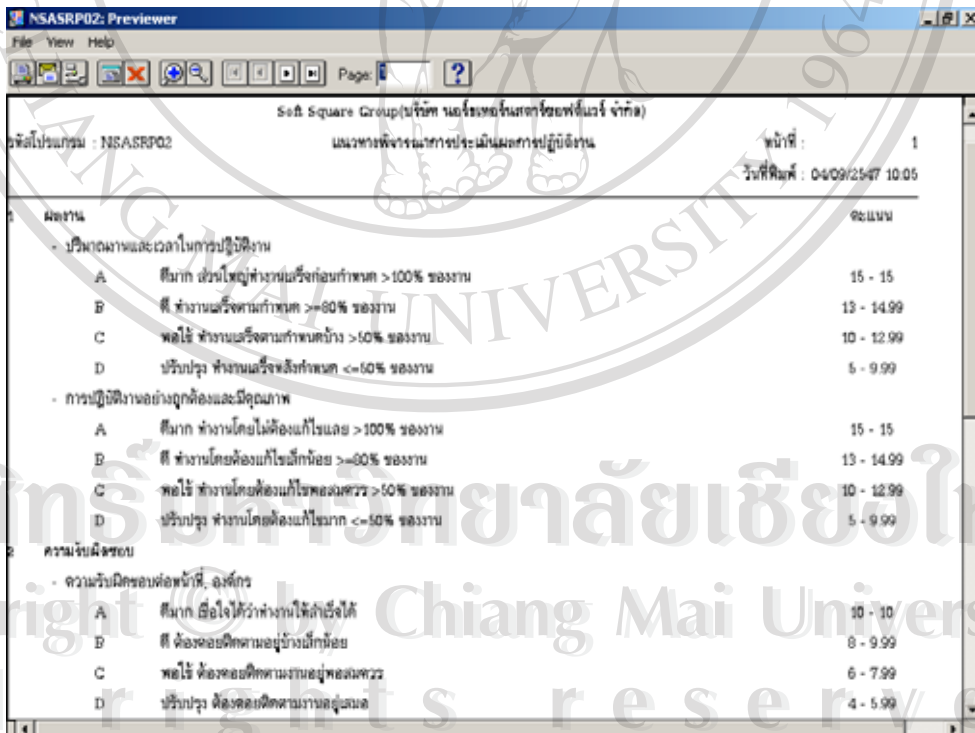 NSASRP02: Previewer
File View Help
Page: 1
Soft Square Group(บริษัท นอร์ธเทอร์นสตาร์ซอฟต์แวร์ จำกัด)
รหัสโปรแกรม : NSASRP02 แนวทางพิจารณาการประเมินผลการปฏิบัติงาน หน้าที่ : 1
วันที่พิมพ์ : 04/09/2547 10:05
1 ผลงาน คะแนน
- ปริมาณงานและเวลาในการปฏิบัติงาน
A ดีมาก ส่วนใหญ่ทำงานเสร็จก่อนกำหนด >100% ของงาน 15 - 15
B ดี ทำงานเสร็จตามกำหนด >=80% ของงาน 13 - 14.99
C พอใช้ ทำงานเสร็จตามกำหนดบ้าง >50% ของงาน 10 - 12.99
D ปรับปรุง ทำงานเสร็จหลังกำหนด <=50% ของงาน 5 - 9.99
- การปฏิบัติงานอย่างถูกต้องและมีคุณภาพ
A ดีมาก ทำงานโดยไม่ต้องแก้ไขเลย >100% ของงาน 15 - 15
B ดี ทำงานโดยต้องแก้ไขเล็กน้อย >=80% ของงาน 13 - 14.99
C พอใช้ ทำงานโดยต้องแก้ไขพอสมควร >50% ของงาน 10 - 12.99
D ปรับปรุง ทำงานโดยต้องแก้ไขมาก <=50% ของงาน 5 - 9.99
2 ความรับผิดชอบ
- ความรับผิดชอบต่อหน้าที่, องค์กร
A ดีมาก เชื่อใจได้ว่าทำงานให้สำเร็จได้ 10 - 10
B ดี ต้องคอยติดตามอยู่บ้างเล็กน้อย 8 - 9.99
C พอใช้ ต้องคอยติดตามงานอยู่พอสมควร 6 - 7.99
D ปรับปรุง ต้องคอยติดตามงานอยู่เสมอ 4 - 5.99
ANG MAI UNIVERSITY 196
by Chiang Mai Univers
rights reserve